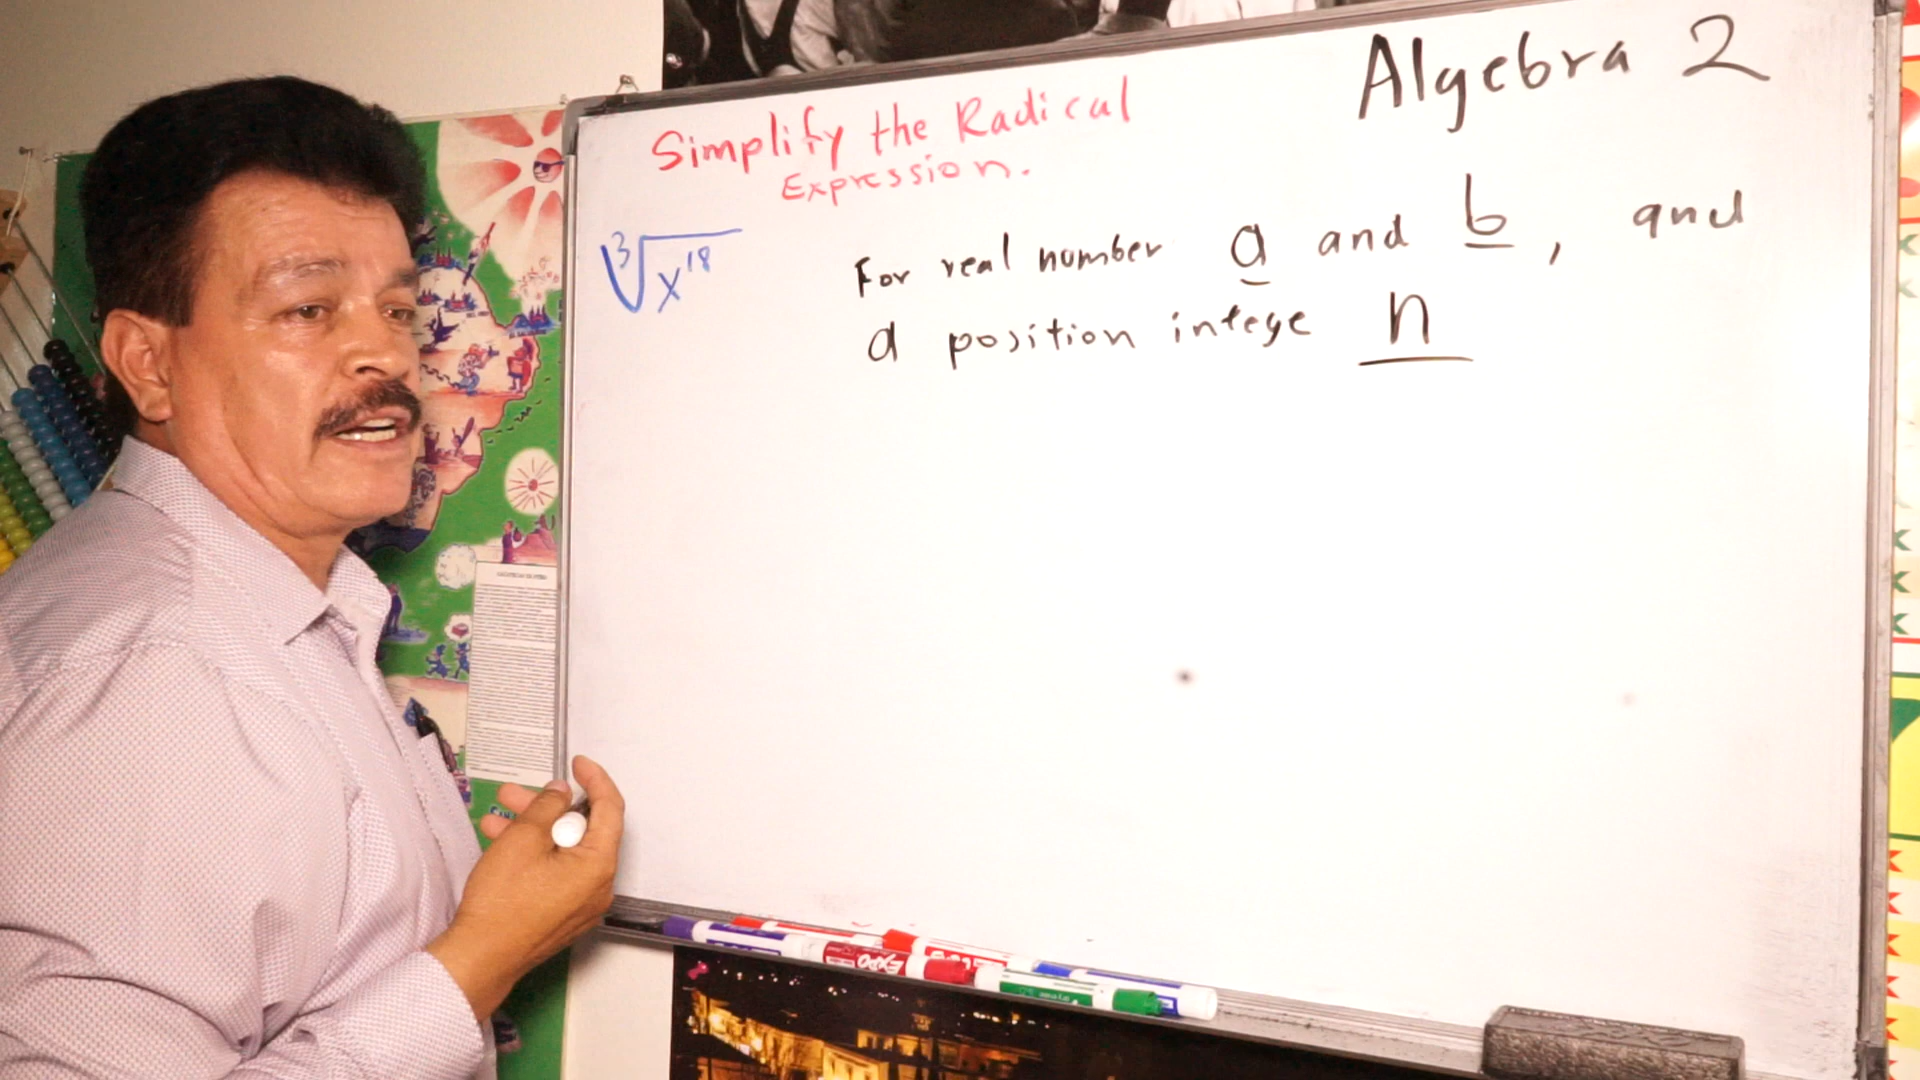 Algebra 2
Simplify the Radical
Expression.
∛x¹⁸
For real number a and b, and
a position intege n
EXPO